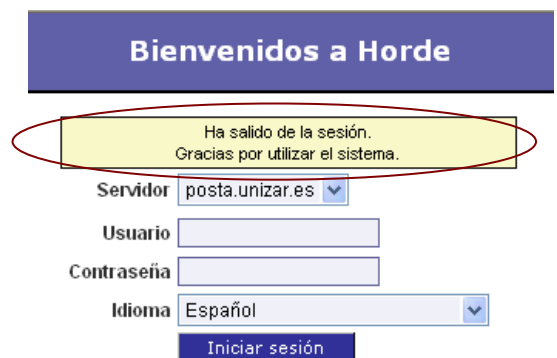 Bienvenidos a Horde
Ha salido de la sesión.
Gracias por utilizar el sistema.
Servidor posta.unizar.es
Usuario
Contraseña
Idioma Español
Iniciar sesión